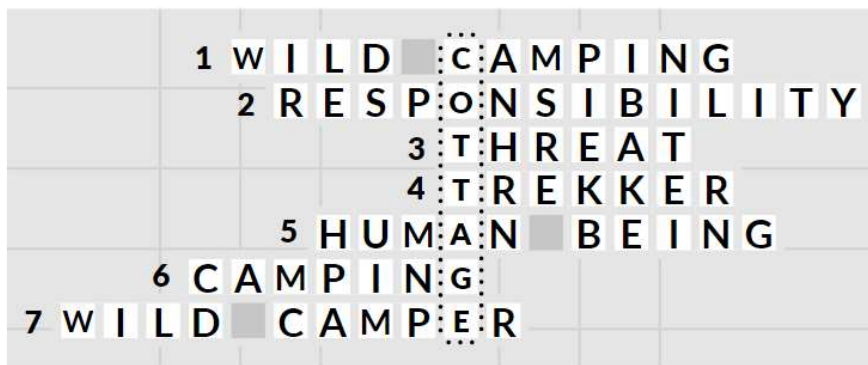 1 WILD CAMPING
2 RESPONSIBILITY
3 THREAT
4 TREKKER
5 HUMAN BEING
6 CAMPING
7 WILD CAMPER